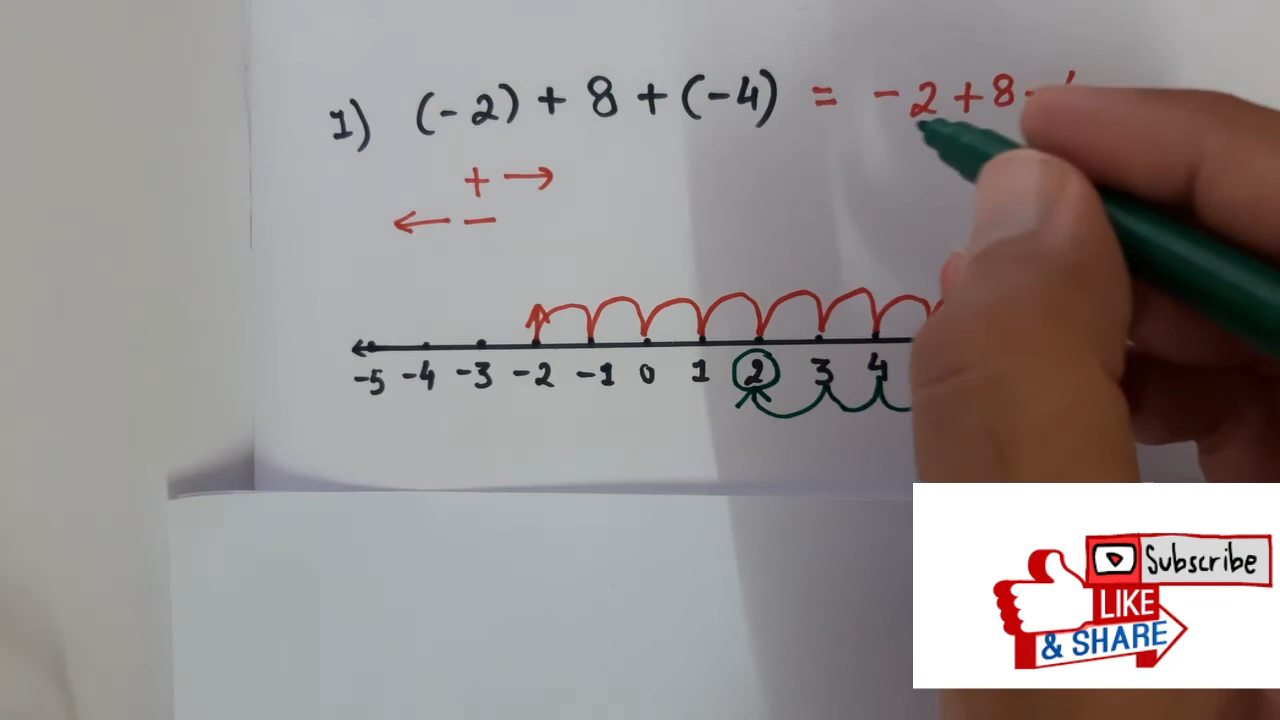 1) (-2) + 8 + (-4) = -2 + 8 -
+ →
← -
-5 -4 -3 -2 -1 0 1 2 3 4
Subscribe
LIKE
& SHARE